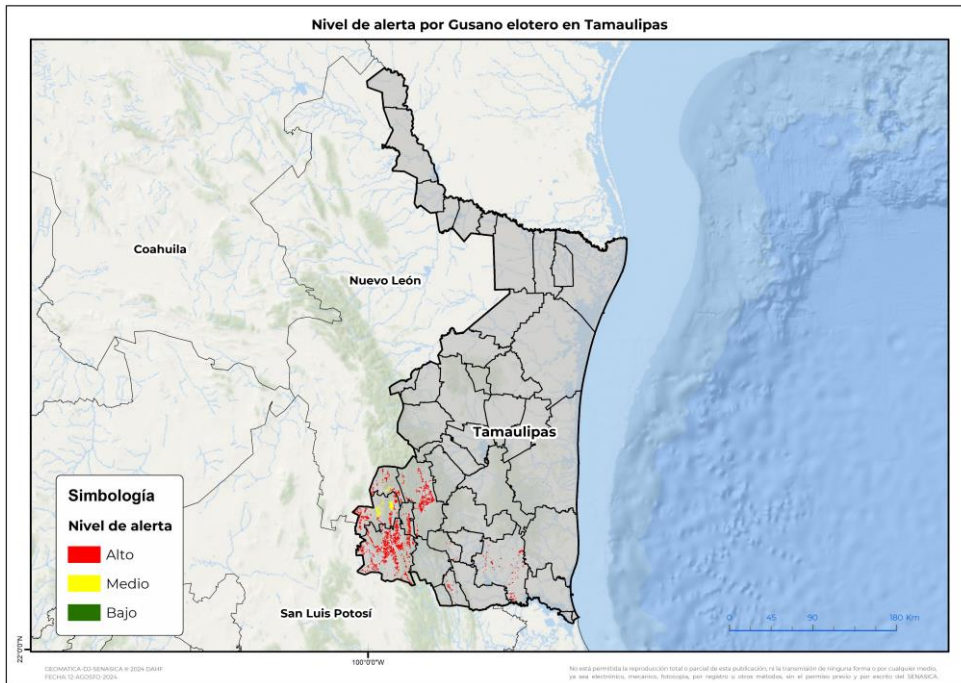 Nivel de alerta por Gusano elotero en Tamaulipas
Coahuila
Nuevo León
Tamaulipas
San Luis Potosí
Simbología
Nivel de alerta
Alto
Medio
Bajo
0 45 90 180 Km
22°0'0"N
100°0'0"W
GEOMATICA-DJ-SENASICA © 2024 DAHF
FECHA: 12-AGOSTO-2024
No está permitida la reproducción total o parcial de esta publicación, ni la transmisión de ninguna forma o por cualquier medio,
ya sea electrónico, mecánico, fotocopia, por registro u otros métodos, sin el permiso previo y por escrito del SENASICA.